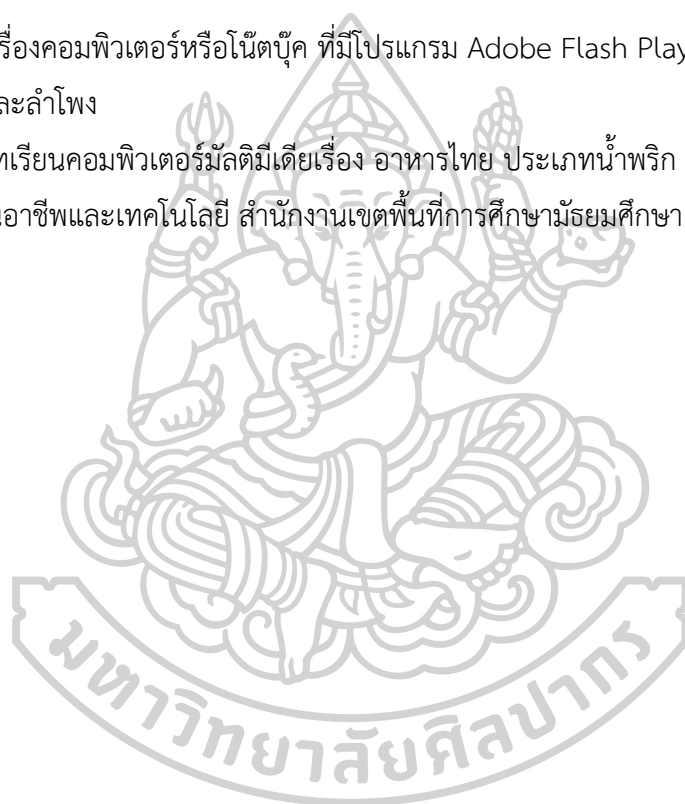 รื่องคอมพิวเตอร์หรือโน๊ตบุ๊ค ที่มีโปรแกรม Adobe Flash Play
ละลำโพง
ทเรียนคอมพิวเตอร์มัลติมีเดียเรื่อง อาหารไทย ประเภทน้ำพริก
นอาชีพและเทคโนโลยี สำนักงานเขตพื้นที่การศึกษามัธยมศึกษา
มหาวิทยาลัยศิลปากร